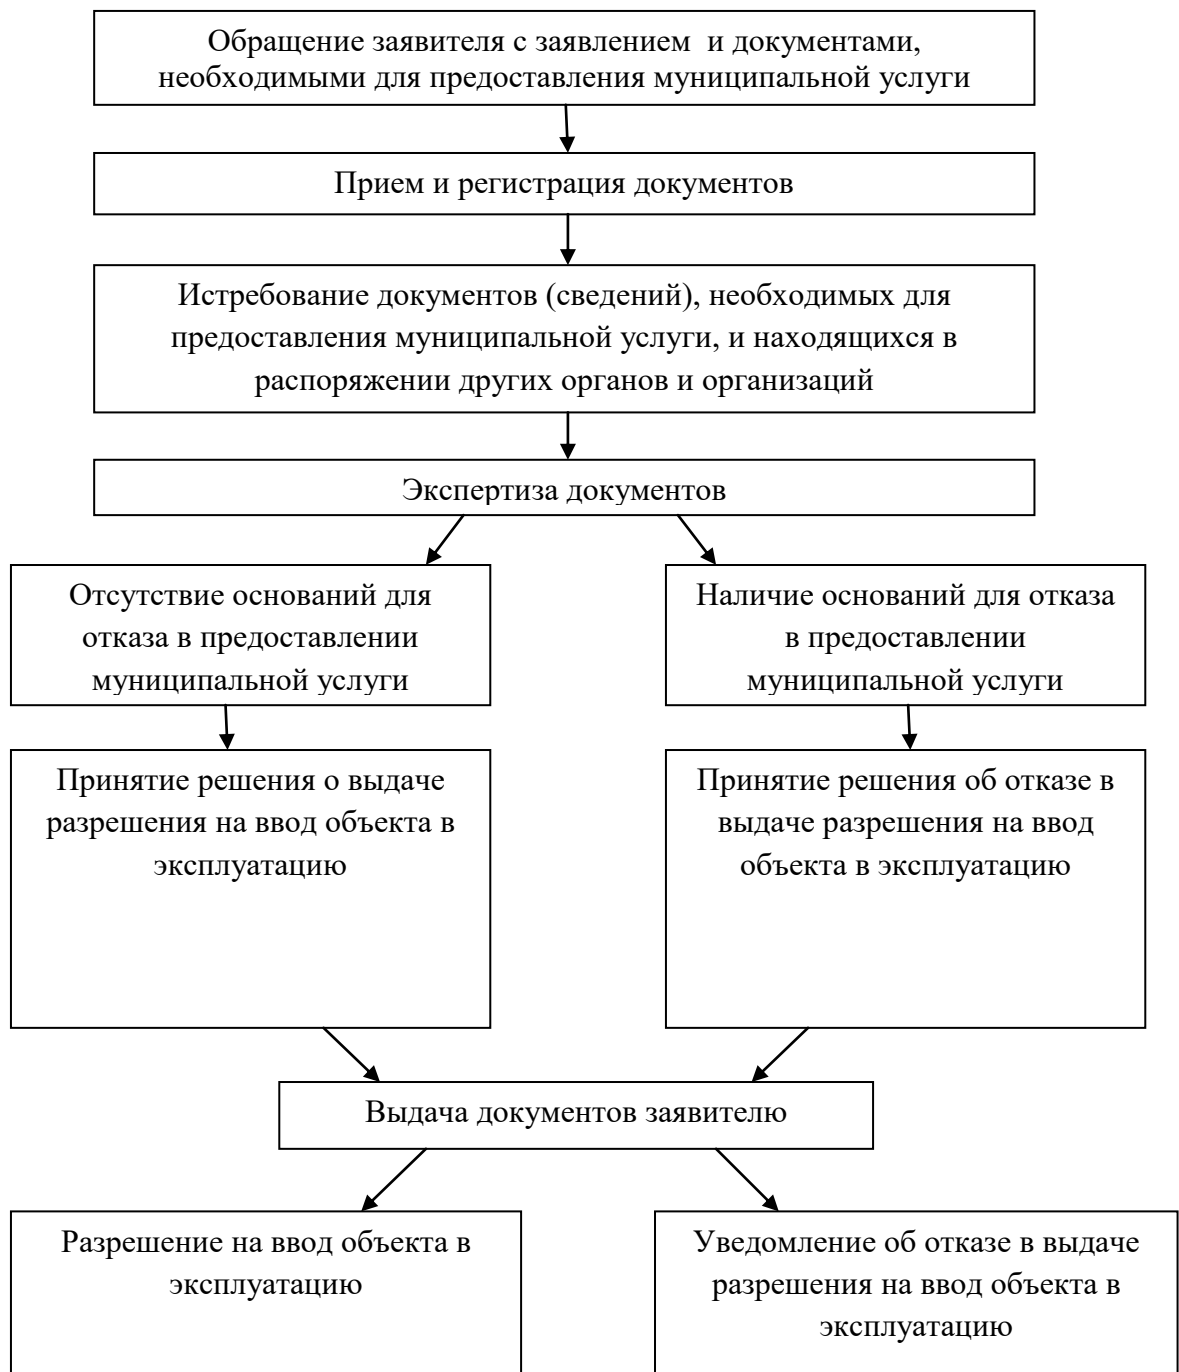 Обращение заявителя с заявлением  и документами,
необходимыми для предоставления муниципальной услуги
Прием и регистрация документов
Истребование документов (сведений), необходимых для
предоставления муниципальной услуги, и находящихся в
распоряжении других органов и организаций
Экспертиза документов
Отсутствие оснований для
отказа в предоставлении
муниципальной услуги
Наличие оснований для отказа
в предоставлении
муниципальной услуги
Принятие решения о выдаче
разрешения на ввод объекта в
эксплуатацию
Принятие решения об отказе в
выдаче разрешения на ввод
объекта в эксплуатацию
Выдача документов заявителю
Разрешение на ввод объекта в
эксплуатацию
Уведомление об отказе в выдаче
разрешения на ввод объекта в
эксплуатацию